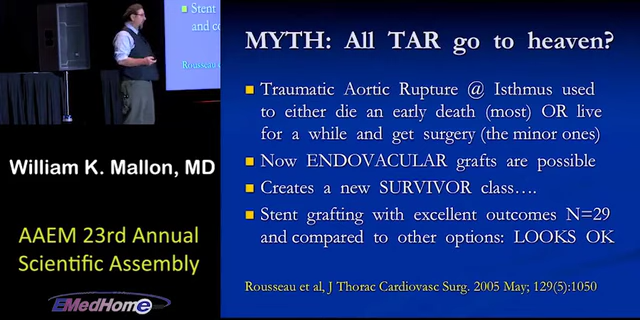 Stent
and co
Rousseau
William K. Mallon, MD
AAEM 23rd Annual
Scientific Assembly
EMedHome
MYTH: All TAR go to heaven?
Traumatic Aortic Rupture @ Isthmus used
to either die an early death (most) OR live
for a while and get surgery (the minor ones)
Now ENDOVACULAR grafts are possible
Creates a new SURVIVOR class….
Stent grafting with excellent outcomes N=29
and compared to other options: LOOKS OK
Rousseau et al, J Thorac Cardiovasc Surg. 2005 May; 129(5):1050